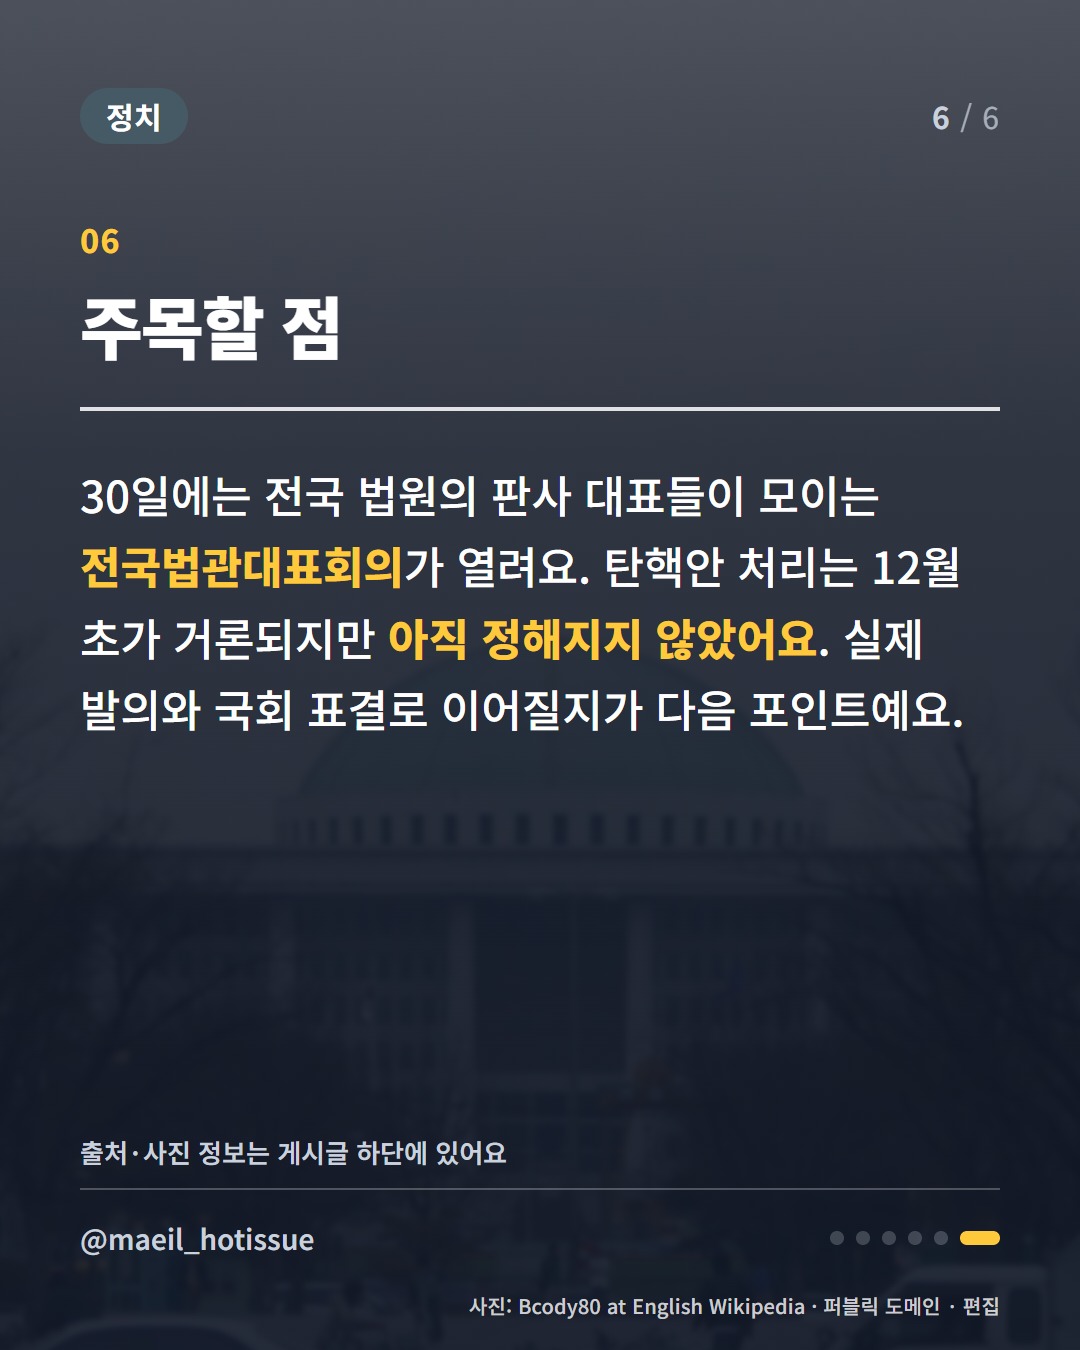 정치
6 / 6
06
주목할 점
30일에는 전국 법원의 판사 대표들이 모이는
전국법관대표회의가 열려요. 탄핵안 처리는 12월
초가 거론되지만 아직 정해지지 않았어요. 실제
발의와 국회 표결로 이어질지가 다음 포인트예요.
출처·사진 정보는 게시글 하단에 있어요
@maeil_hotissue
사진: Bcody80 at English Wikipedia · 퍼블릭 도메인 · 편집